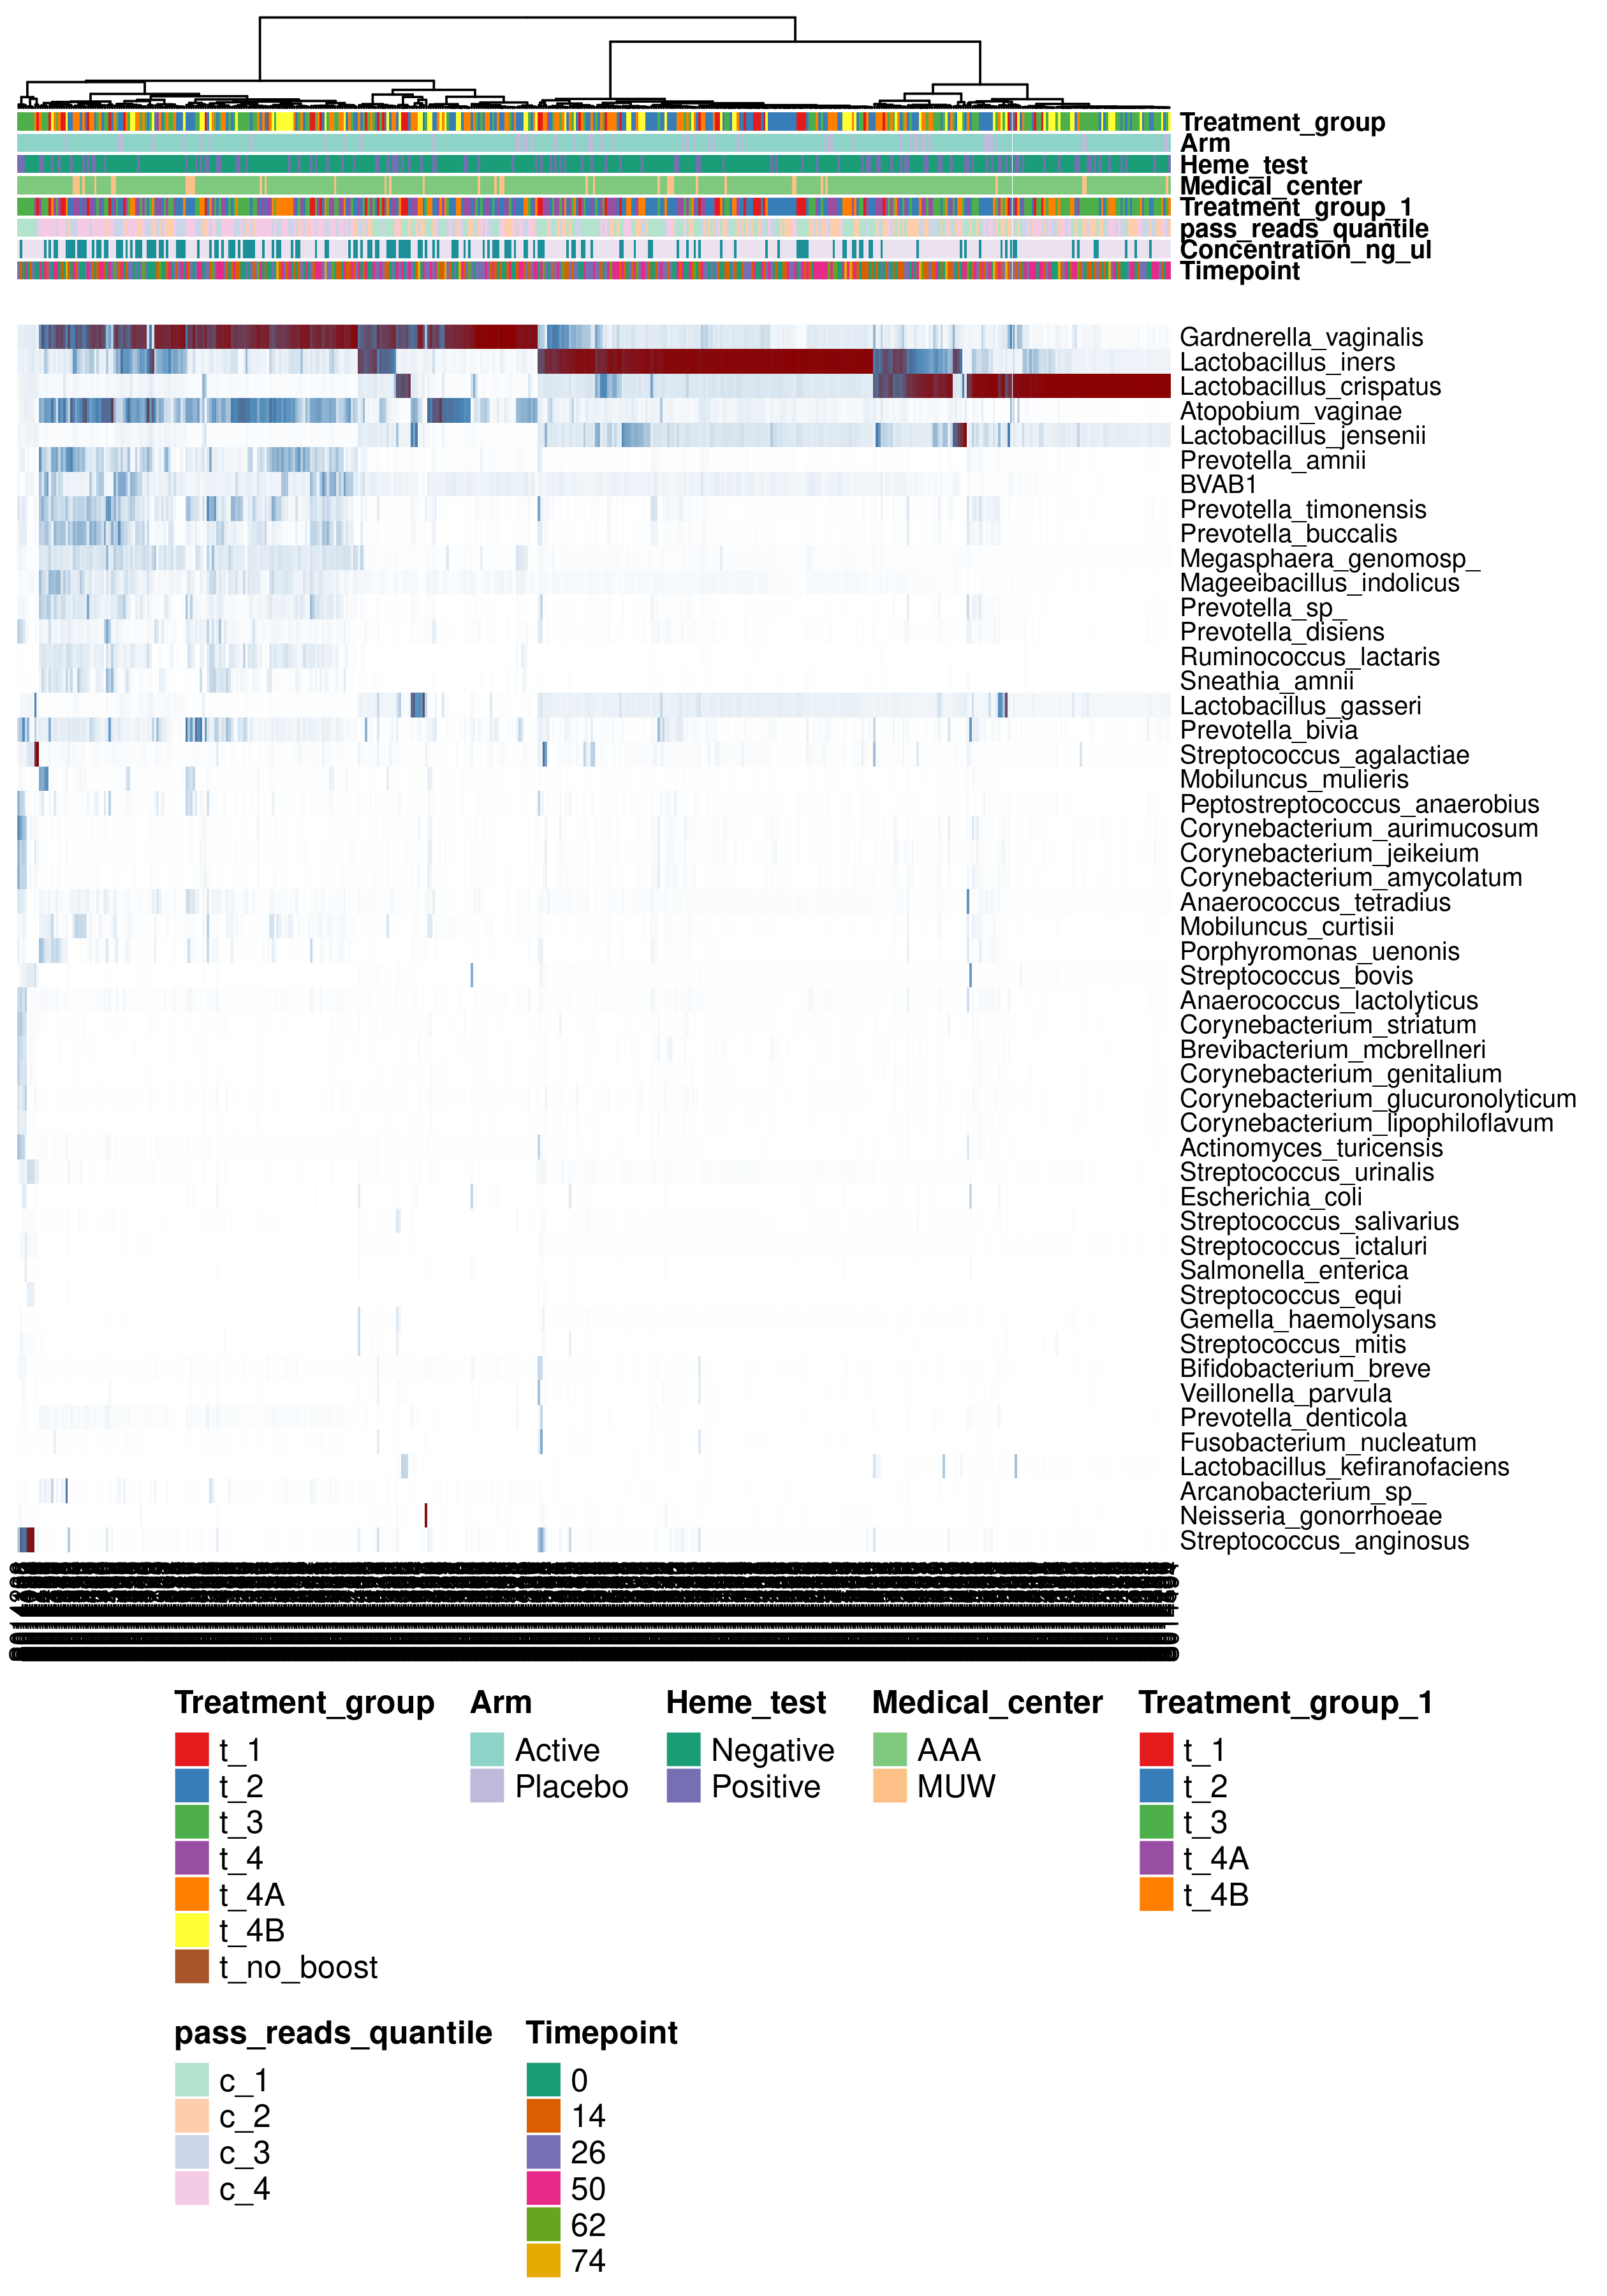 Treatment_group
Arm
Heme_test
Medical_center
Treatment_group_1
pass_reads_quantile
Concentration_ng_ul
Timepoint
Gardnerella_vaginalis
Lactobacillus_iners
Lactobacillus_crispatus
Atopobium_vaginae
Lactobacillus_jensenii
Prevotella_amnii
BVAB1
Prevotella_timonensis
Prevotella_buccalis
Megasphaera_genomosp_
Mageeibacillus_indolicus
Prevotella_sp_
Prevotella_disiens
Ruminococcus_lactaris
Sneathia_amnii
Lactobacillus_gasseri
Prevotella_bivia
Streptococcus_agalactiae
Mobiluncus_mulieris
Peptostreptococcus_anaerobius
Corynebacterium_aurimucosum
Corynebacterium_jeikeium
Corynebacterium_amycolatum
Anaerococcus_tetradius
Mobiluncus_curtisii
Porphyromonas_uenonis
Streptococcus_bovis
Anaerococcus_lactolyticus
Corynebacterium_striatum
Brevibacterium_mcbrellneri
Corynebacterium_genitalium
Corynebacterium_glucuronolyticum
Corynebacterium_lipophiloflavum
Actinomyces_turicensis
Streptococcus_urinalis
Escherichia_coli
Streptococcus_salivarius
Streptococcus_ictaluri
Salmonella_enterica
Streptococcus_equi
Gemella_haemolysans
Streptococcus_mitis
Bifidobacterium_breve
Veillonella_parvula
Prevotella_denticola
Fusobacterium_nucleatum
Lactobacillus_kefiranofaciens
Arcanobacterium_sp_
Neisseria_gonorrhoeae
Streptococcus_anginosus
Treatment_group Arm Heme_test Medical_center Treatment_group_1
t_1 Active Negative AAA t_1
t_2 Placebo Positive MUW t_2
t_3 t_3
t_4 t_4A
t_4A t_4B
t_4B
t_no_boost
pass_reads_quantile Timepoint
c_1 0
c_2 14
c_3 26
c_4 50
62
74